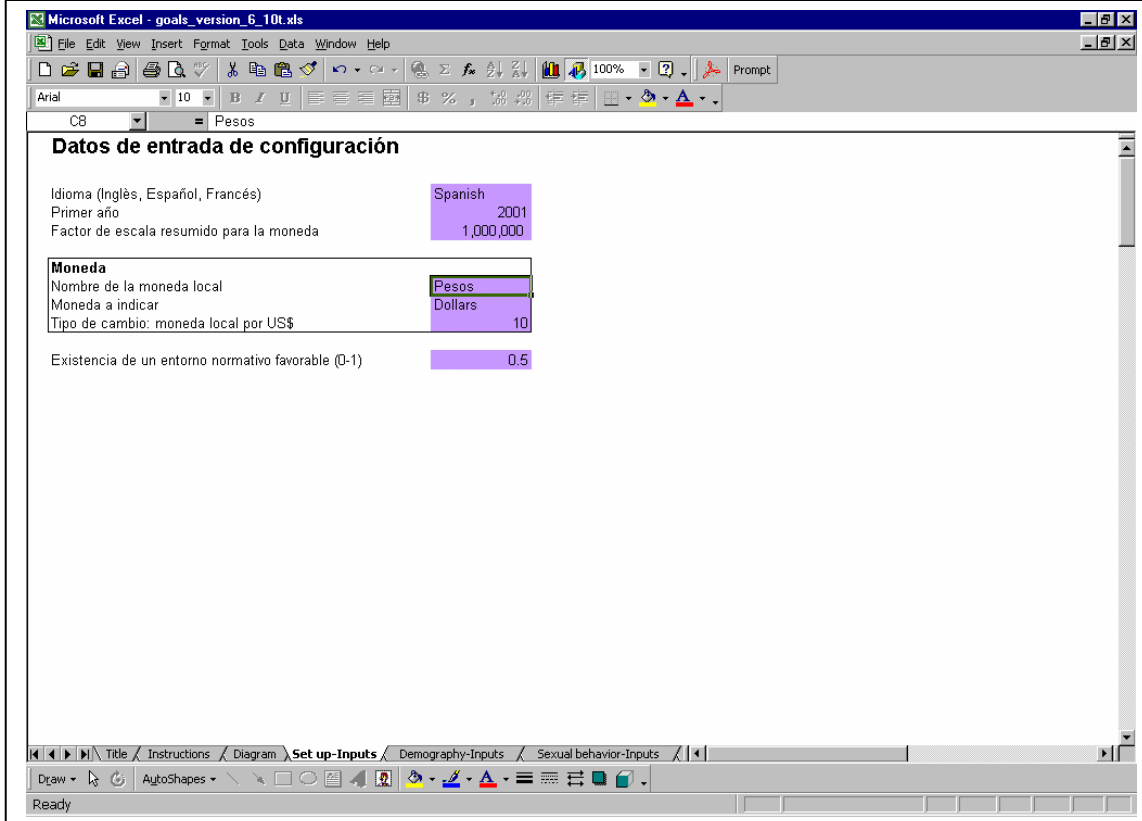 Microsoft Excel - goals_version_6_10t.xls
File Edit View Insert Format Tools Data Window Help
100% Prompt
Arial 10 B I U $ % ,
C8 = Pesos
Datos de entrada de configuración
Idioma (Inglès, Español, Francés) Spanish
Primer año 2001
Factor de escala resumido para la moneda 1,000,000
Moneda
Nombre de la moneda local Pesos
Moneda a indicar Dollars
Tipo de cambio: moneda local por US$ 10
Existencia de un entorno normativo favorable (0-1) 0.5
Title Instructions Diagram Set up-Inputs Demography-Inputs Sexual behavior-Inputs
Draw AutoShapes
Ready